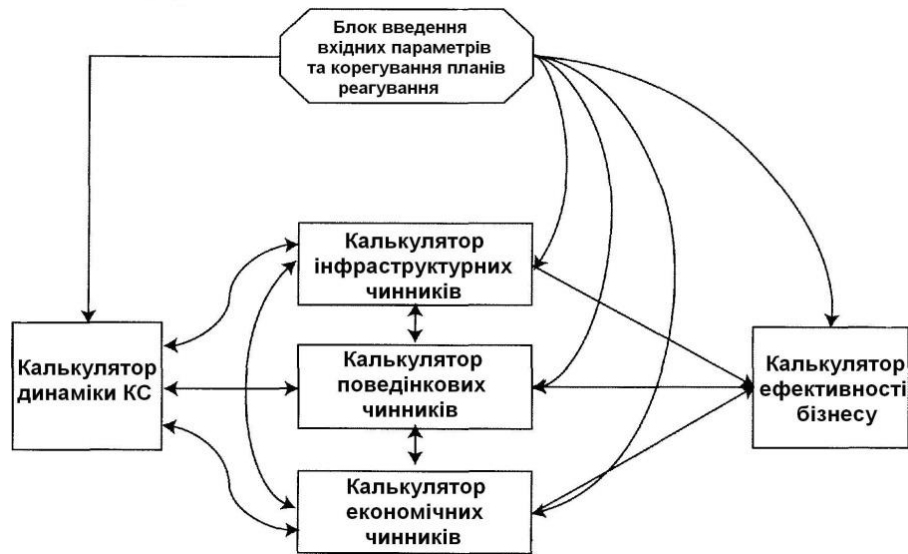 Блок введення
вхідних параметрів
та корегування планів
реагування
Калькулятор
інфраструктурних
чинників
Калькулятор
динаміки КС
Калькулятор
поведінкових
чинників
Калькулятор
ефективності
бізнесу
Калькулятор
економічних
чинників